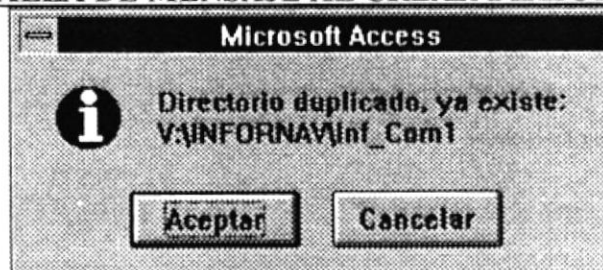 Microsoft Access
Directorio duplicado, ya existe:
V:\INFORNAV\Inf_Com1
Aceptar
Cancelar